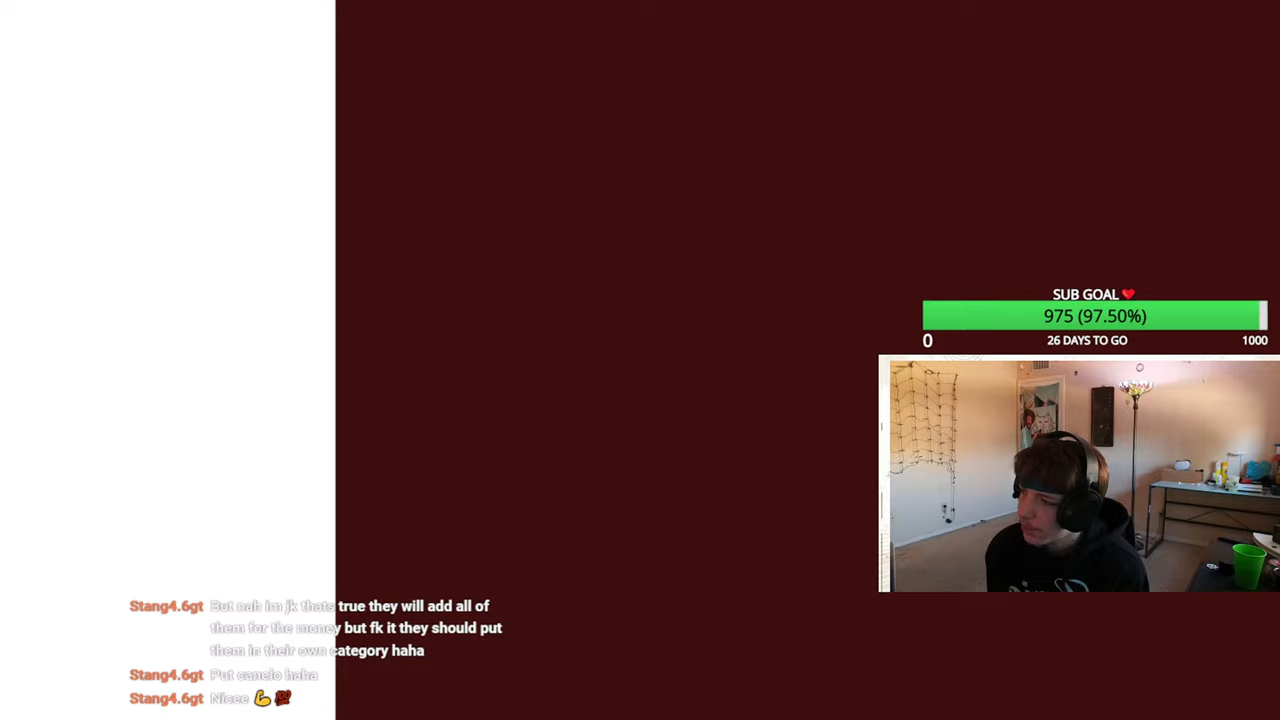 SUB GOAL ❤
975 (97.50%)
0 26 DAYS TO GO 1000
Stang4.6gt But nah im jk thats true they will add all of
them for the money but fk it they should put
them in their own category haha
Stang4.6gt Put canelo haha
Stang4.6gt Nicee 💪 💯